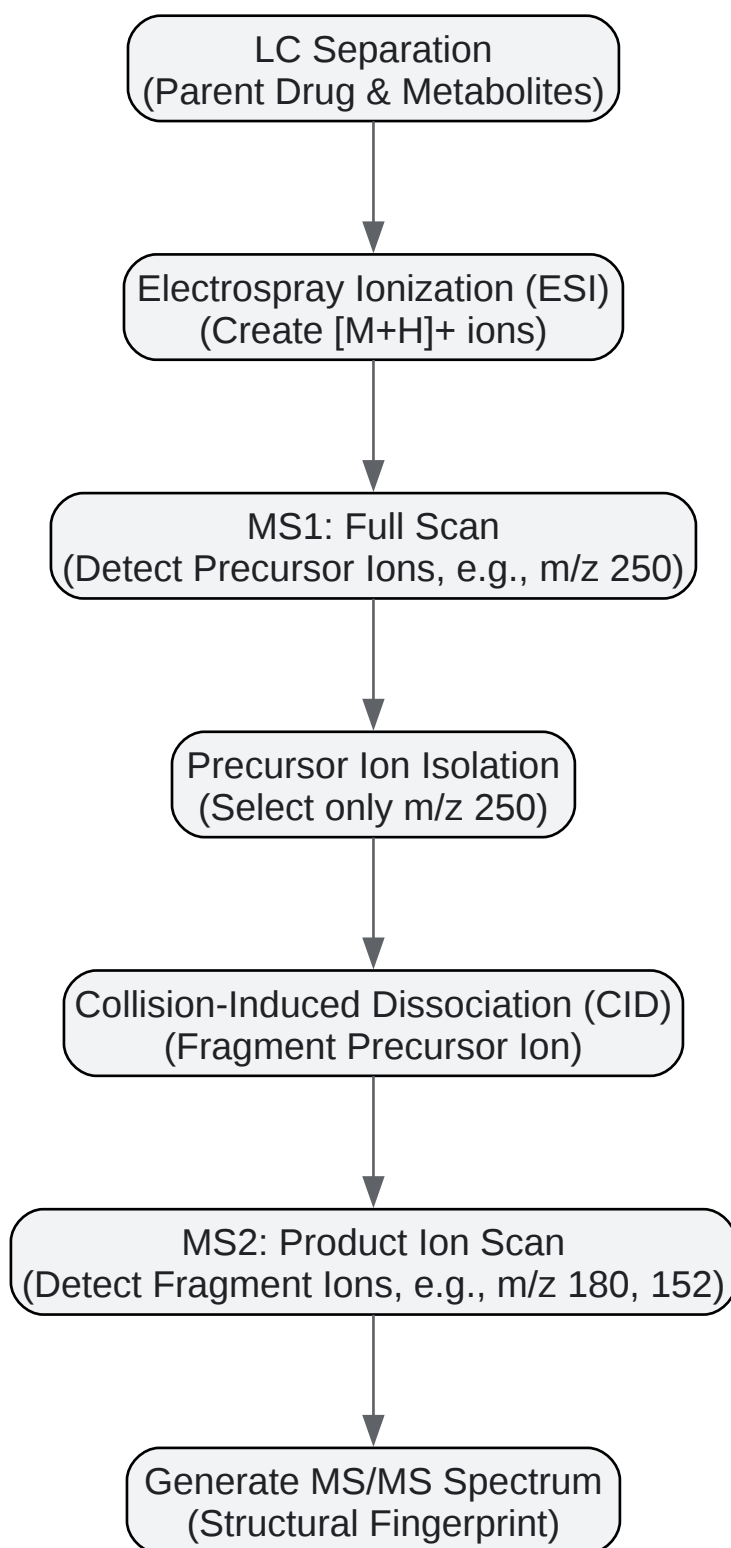 LC Separation
(Parent Drug & Metabolites)
Electrospray Ionization (ESI)
(Create [M+H]+ ions)
MS1: Full Scan
(Detect Precursor Ions, e.g., m/z 250)
Precursor Ion Isolation
(Select only m/z 250)
Collision-Induced Dissociation (CID)
(Fragment Precursor Ion)
MS2: Product Ion Scan
(Detect Fragment Ions, e.g., m/z 180, 152)
Generate MS/MS Spectrum
(Structural Fingerprint)